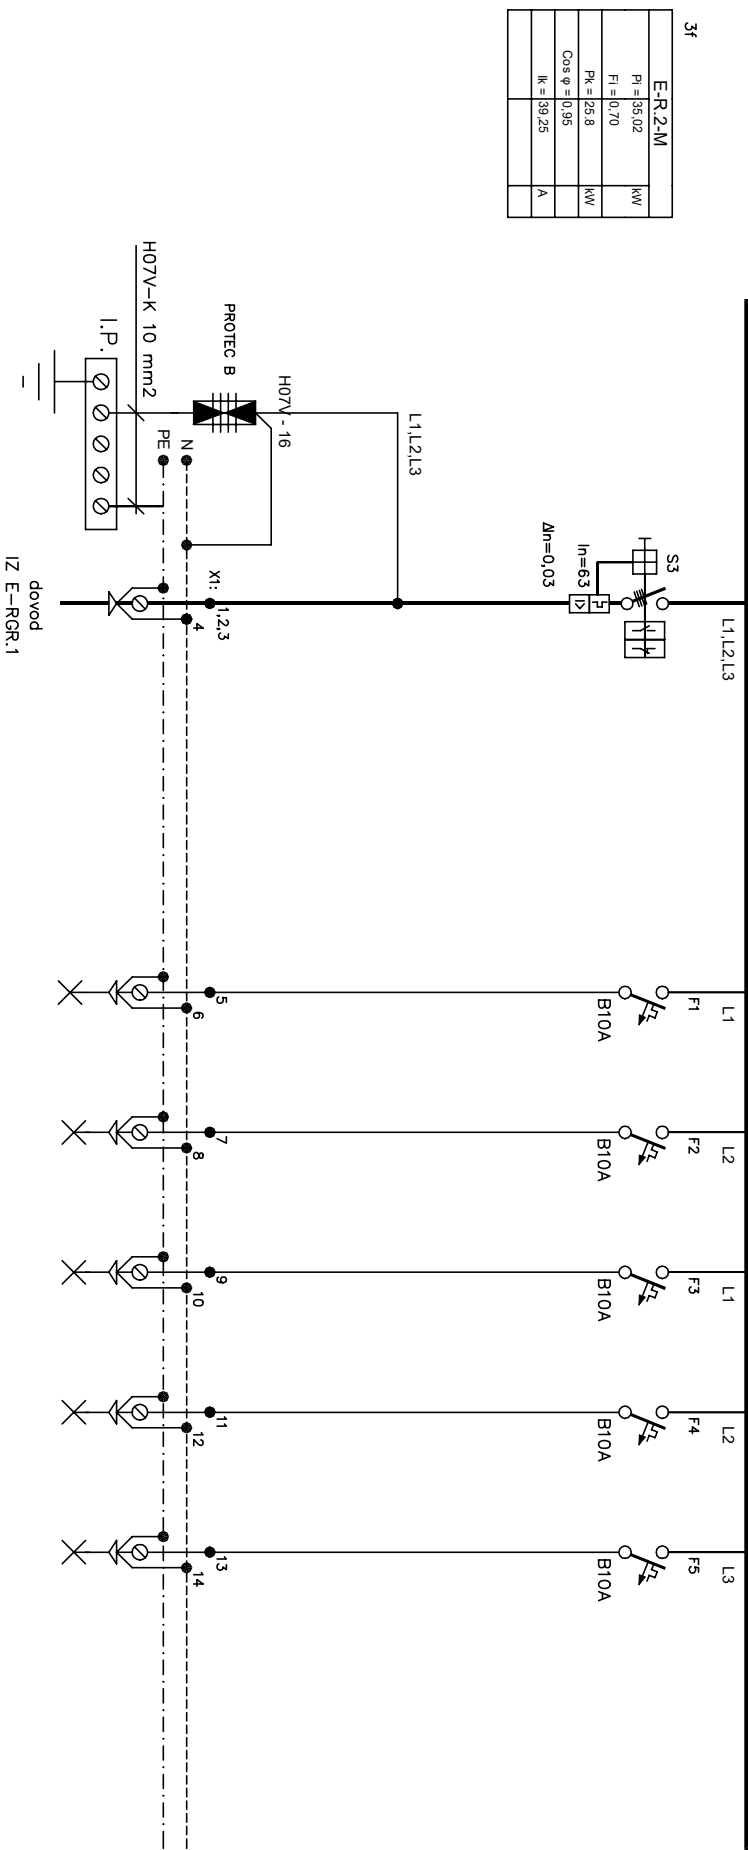 3f
E-R.2-M
Pi = 35,02 kW
Fi = 0,70
Pk = 25,8 kW
Cos φ = 0,95
Ik = 39,25 A
L1,L2,L3
S3
In=63
ΔIn=0,03
I>
L1,L2,L3
H07V - 16
PROTEC B
N
PE
H07V-K 10 mm2
I.P.
X1:
1,2,3
4
dovod
IZ E-RGR.1
L1
F1
B10A
5
6
L2
F2
B10A
7
8
L1
F3
B10A
9
10
L2
F4
B10A
11
12
L3
F5
B10A
13
14